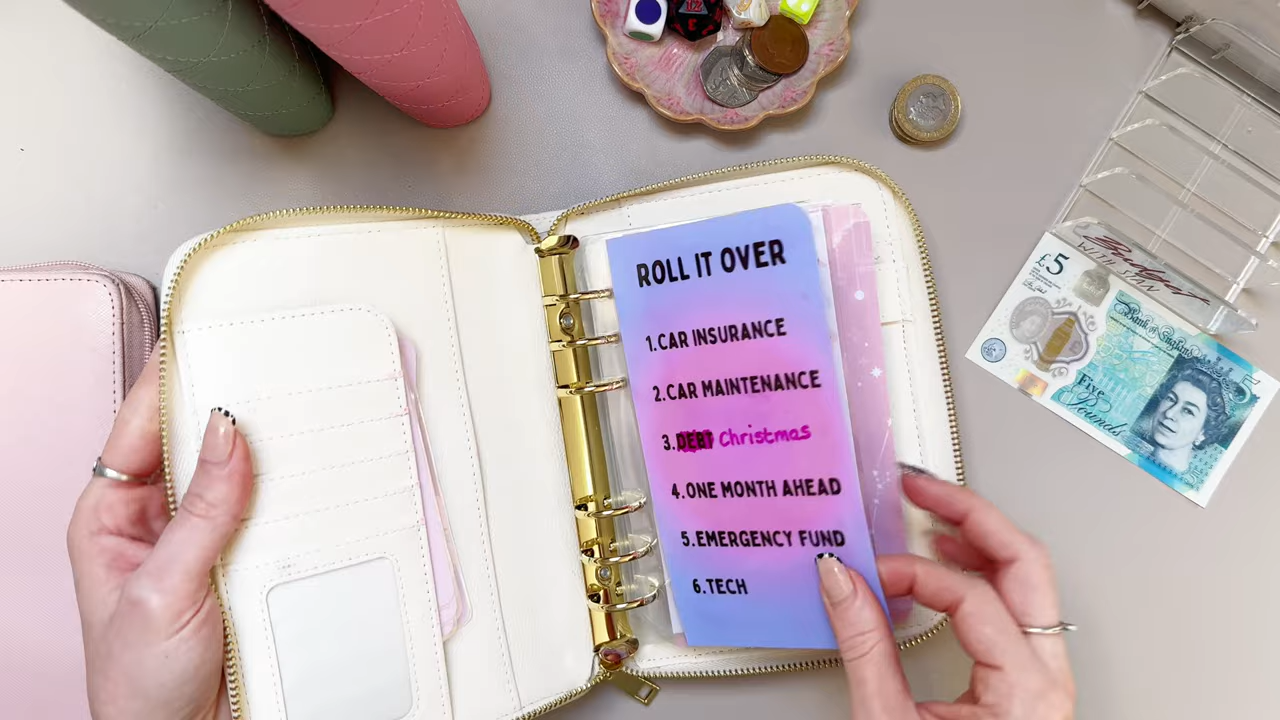 ROLL IT OVER
1.CAR INSURANCE
2.CAR MAINTENANCE
3.DEBT Christmas
4.ONE MONTH AHEAD
5.EMERGENCY FUND
6.TECH
Budget
WITH SIAN
£5
Bank of England
Five
Pounds
5